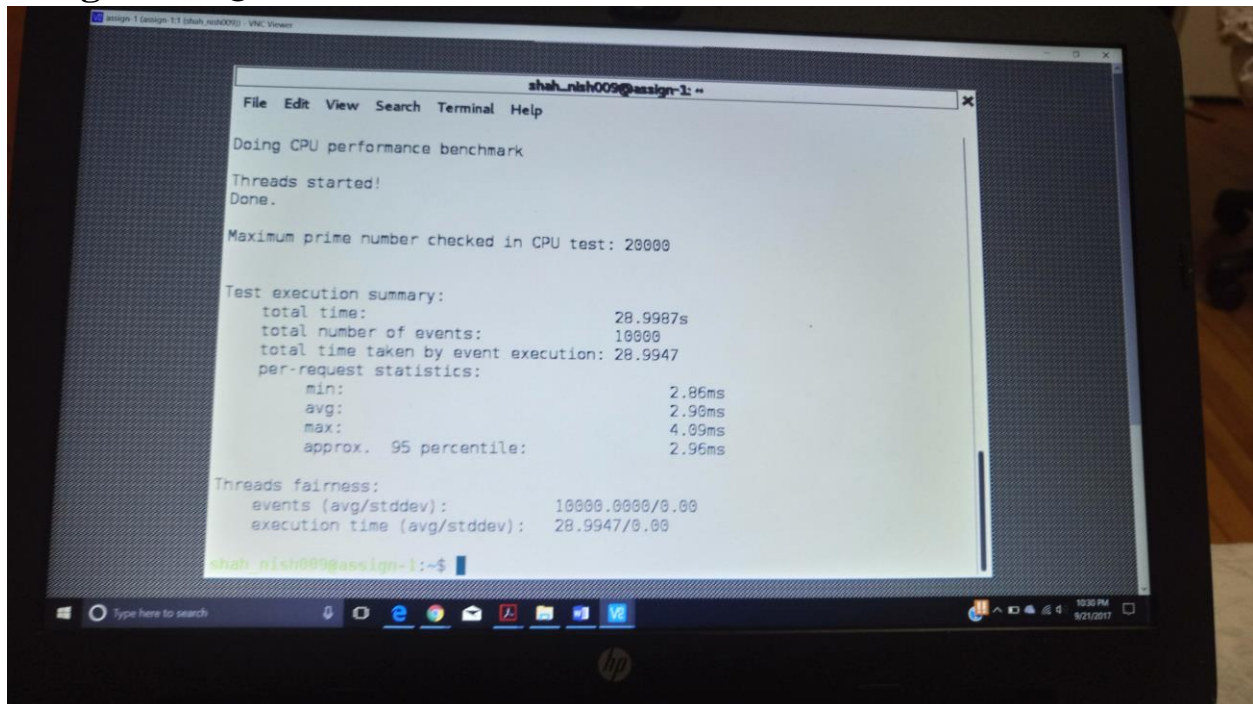 assign-1 (assign-1:1 (shah_nish009)) - VNC Viewer
shah_nish009@assign-1: ~
File Edit View Search Terminal Help
Doing CPU performance benchmark
Threads started!
Done.
Maximum prime number checked in CPU test: 20000
Test execution summary:
total time: 28.9987s
total number of events: 10000
total time taken by event execution: 28.9947
per-request statistics:
min: 2.86ms
avg: 2.90ms
max: 4.09ms
approx. 95 percentile: 2.96ms
Threads fairness:
events (avg/stddev): 10000.0000/0.00
execution time (avg/stddev): 28.9947/0.00
shah_nish009@assign-1:~$
Type here to search
10:30 PM
9/21/2017
hp